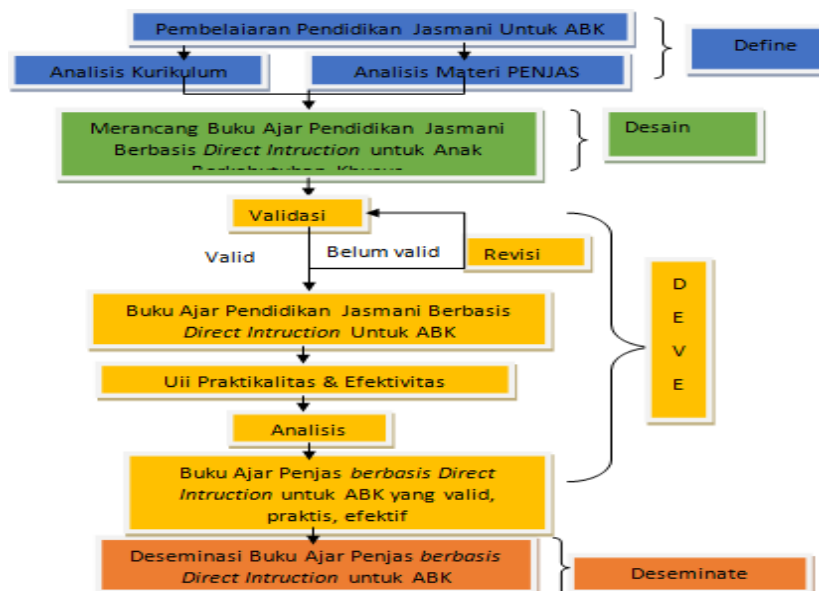 Pembelaiaran Pendidikan Jasmani Untuk ABK
Define
Analisis Kurikulum
Analisis Materi PENJAS
Merancang Buku Ajar Pendidikan Jasmani
Berbasis Direct Intruction untuk Anak
Berkebutuhan Khusus
Desain
Validasi
Valid
Belum valid
Revisi
Buku Ajar Pendidikan Jasmani Berbasis
Direct Intruction Untuk ABK
D
E
V
E
Uii Praktikalitas & Efektivitas
Analisis
Buku Ajar Penjas berbasis Direct
Intruction untuk ABK yang valid,
praktis, efektif
Deseminasi Buku Ajar Penjas berbasis
Direct Intruction untuk ABK
Deseminate